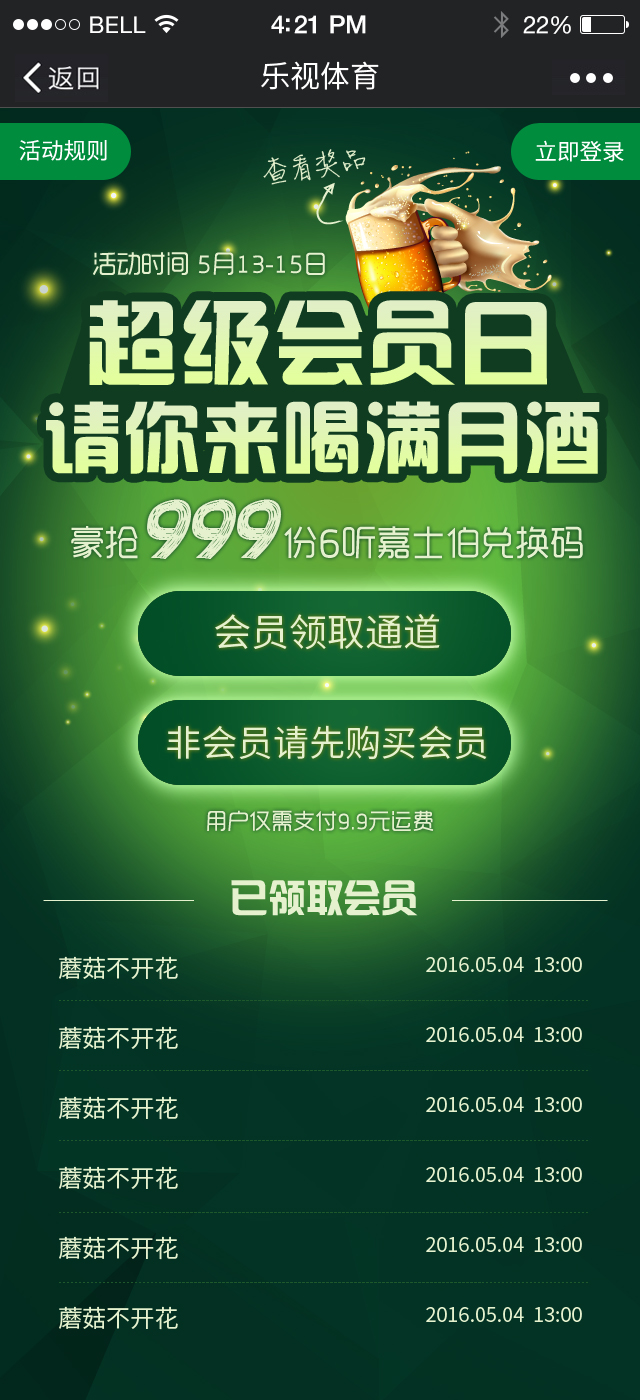 BELL 4:21 PM 22%
返回 乐视体育
活动规则 立即登录
查看奖品
活动时间 5月13-15日
超级会员日
请你来喝满月酒
豪抢999份6听嘉士伯兑换码
会员领取通道
非会员请先购买会员
用户仅需支付9.9元运费
已领取会员
蘑菇不开花 2016.05.04 13:00
蘑菇不开花 2016.05.04 13:00
蘑菇不开花 2016.05.04 13:00
蘑菇不开花 2016.05.04 13:00
蘑菇不开花 2016.05.04 13:00
蘑菇不开花 2016.05.04 13:00